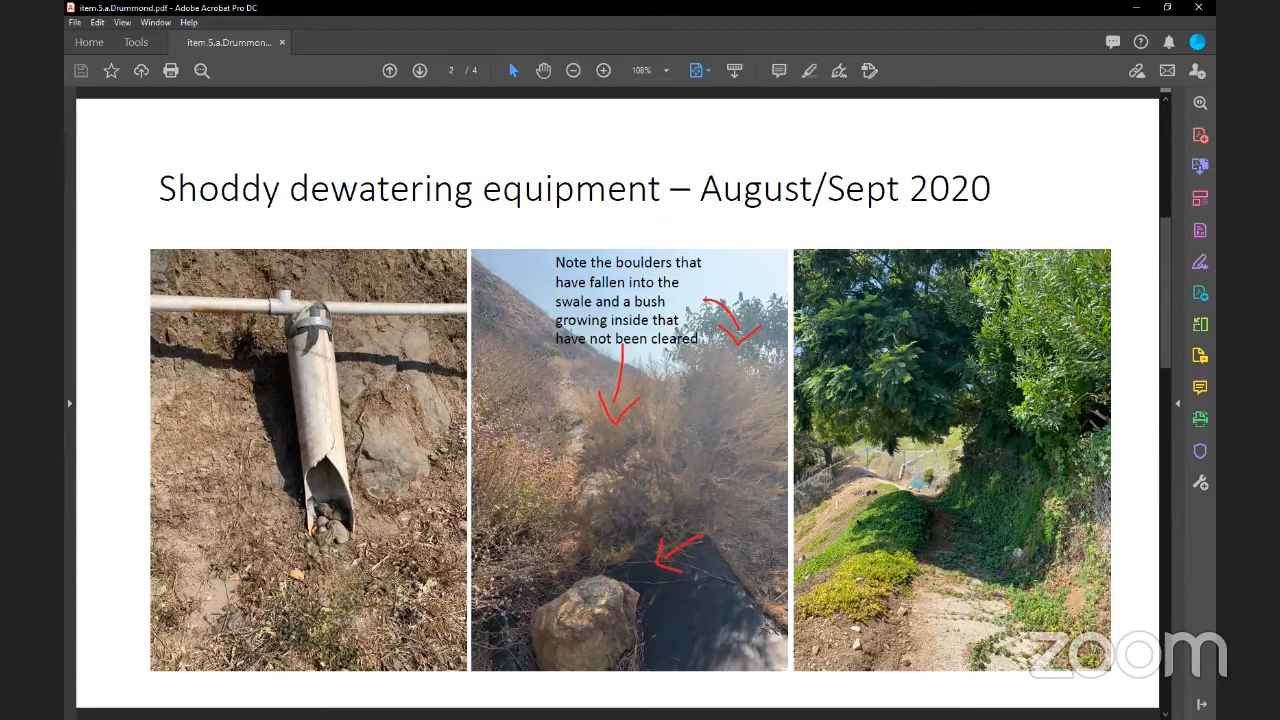 item.5.a.Drummond.pdf - Adobe Acrobat Pro DC
File Edit View Window Help
Home Tools item.5.a.Drummon... ×
2 / 4 108%
Shoddy dewatering equipment – August/Sept 2020
Note the boulders that
have fallen into the
swale and a bush
growing inside that
have not been cleared
zoom